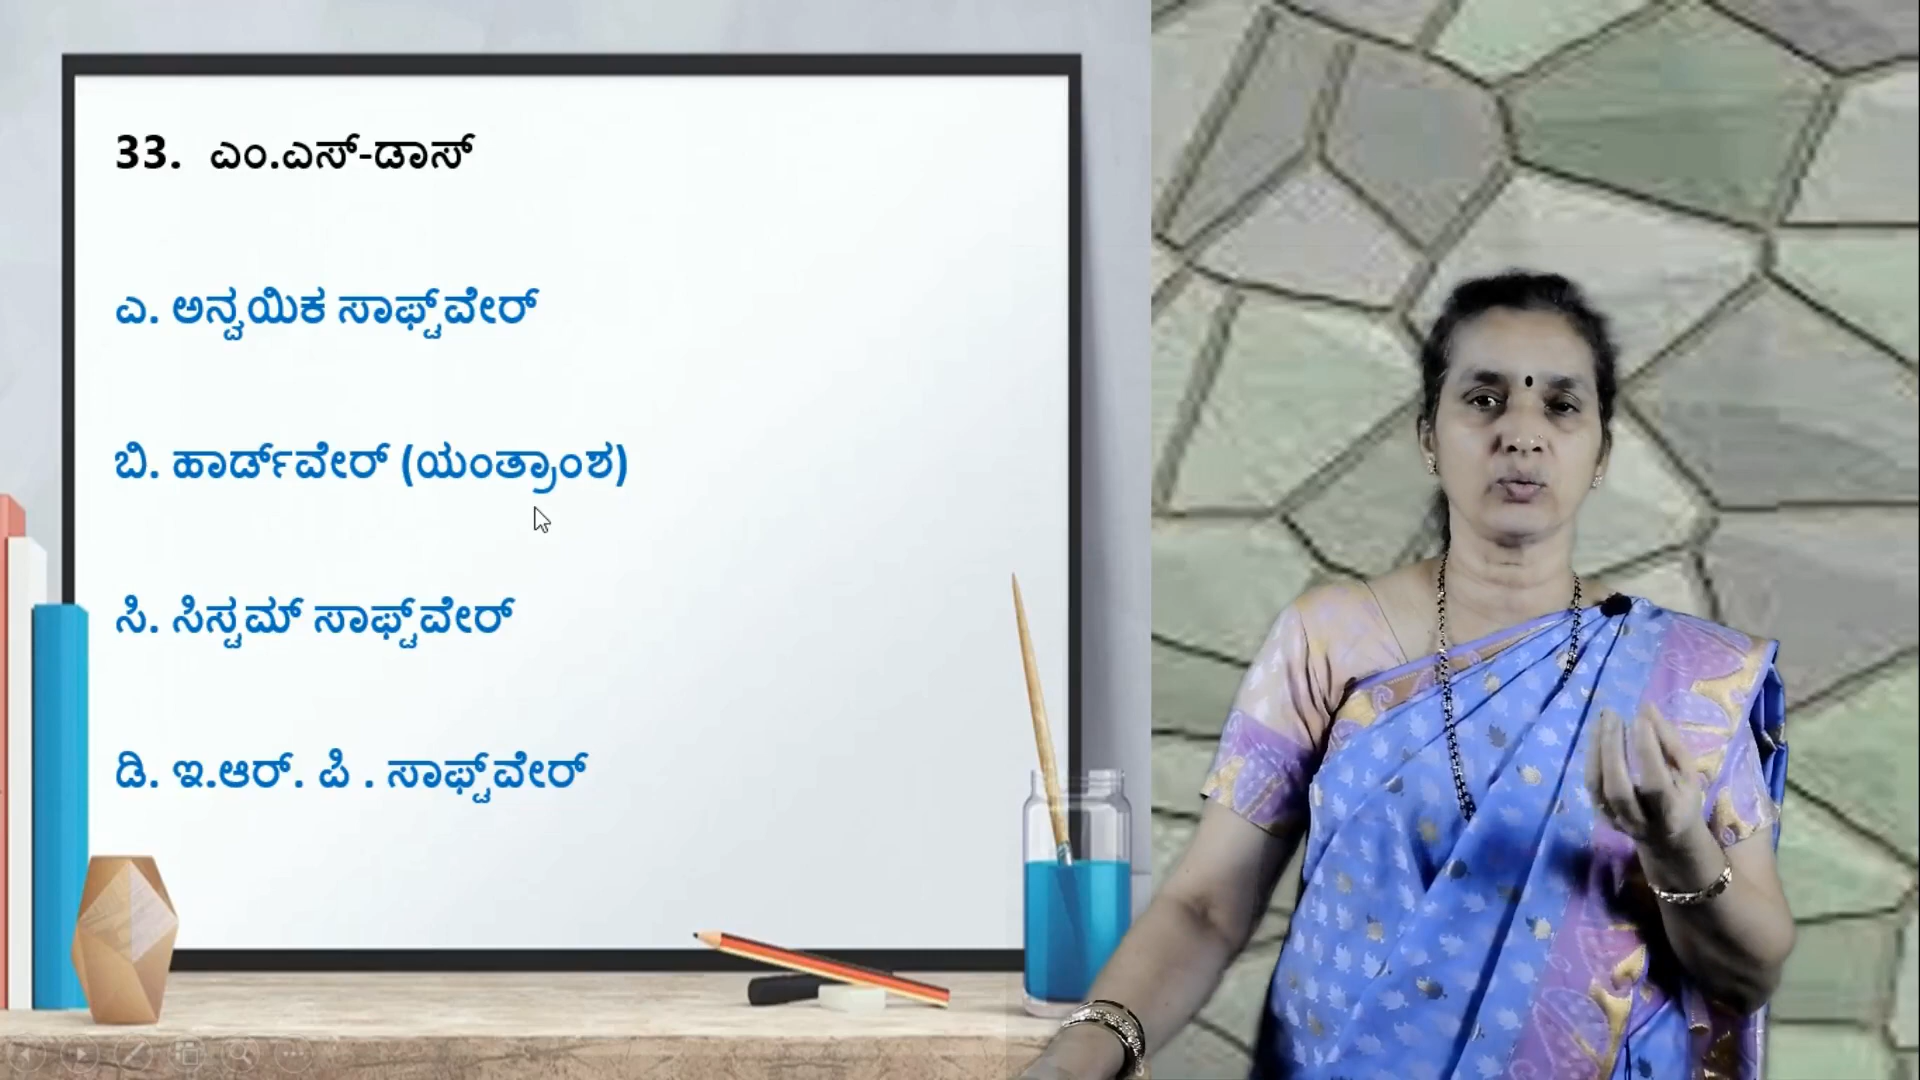 33. ಎಂ.ಎಸ್-ಡಾಸ್
ಎ. ಅನ್ವಯಿಕ ಸಾಫ್ಟ್‌ವೇರ್
ಬಿ. ಹಾರ್ಡ್‌ವೇರ್ (ಯಂತ್ರಾಂಶ)
ಸಿ. ಸಿಸ್ಟಮ್ ಸಾಫ್ಟ್‌ವೇರ್
ಡಿ. ಇ.ಆರ್. ಪಿ . ಸಾಫ್ಟ್‌ವೇರ್